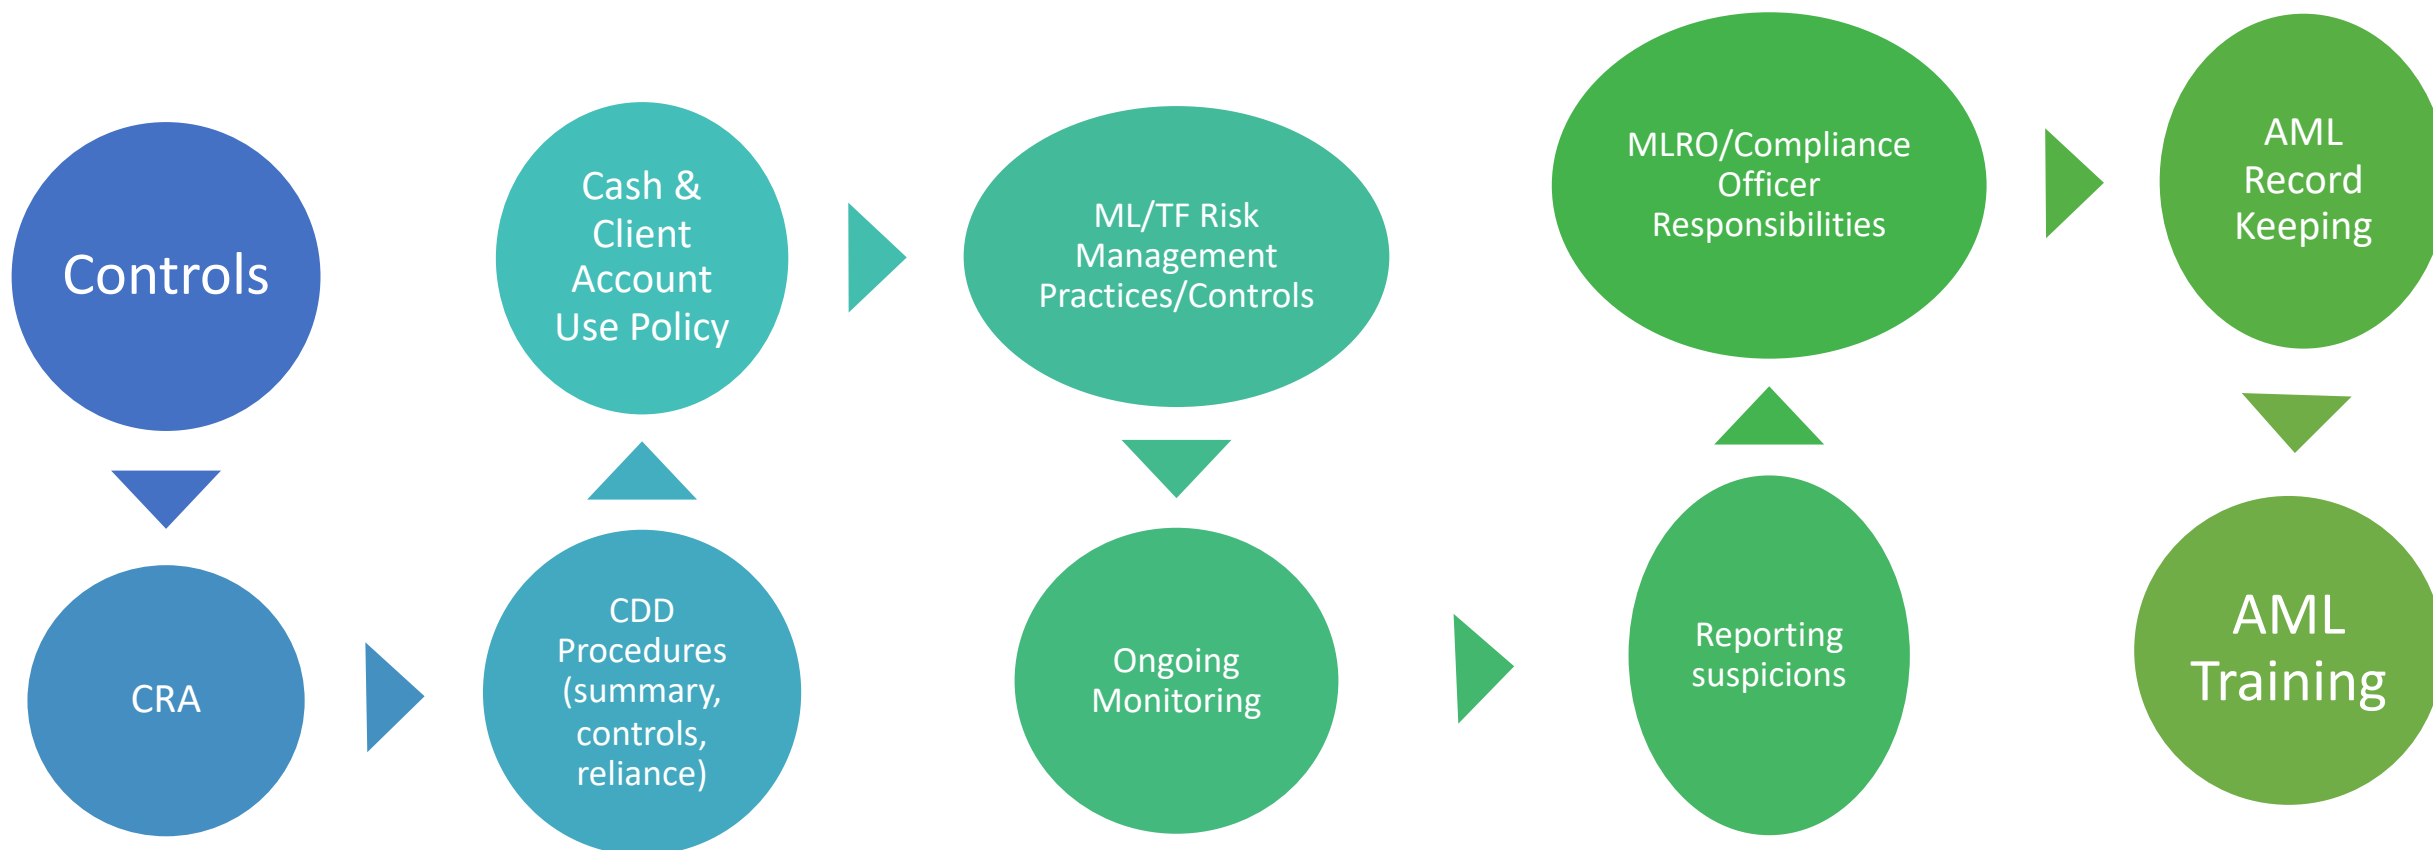 Controls
CRA
CDD
Procedures
(summary,
controls,
reliance)
Cash &
Client
Account
Use Policy
ML/TF Risk
Management
Practices/Controls
Ongoing
Monitoring
Reporting
suspicions
MLRO/Compliance
Officer
Responsibilities
AML
Record
Keeping
AML
Training